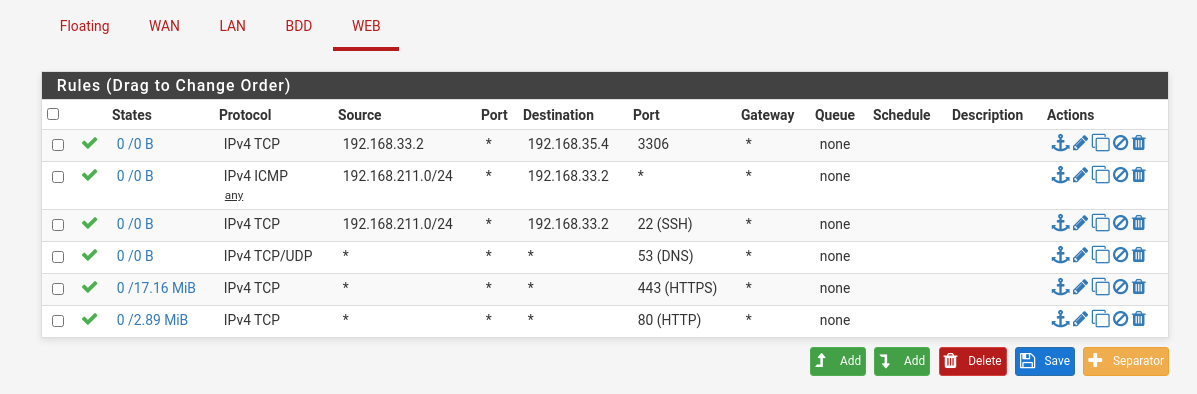 Floating WAN LAN BDD WEB
Rules (Drag to Change Order)
States Protocol Source Port Destination Port Gateway Queue Schedule Description Actions
0 /0 B IPv4 TCP 192.168.33.2 * 192.168.35.4 3306 * none
0 /0 B IPv4 ICMP 192.168.211.0/24 * 192.168.33.2 * * none
any
0 /0 B IPv4 TCP 192.168.211.0/24 * 192.168.33.2 22 (SSH) * none
0 /0 B IPv4 TCP/UDP * * * 53 (DNS) * none
0 /17.16 MiB IPv4 TCP * * * 443 (HTTPS) * none
0 /2.89 MiB IPv4 TCP * * * 80 (HTTP) * none
Add Add Delete Save Separator